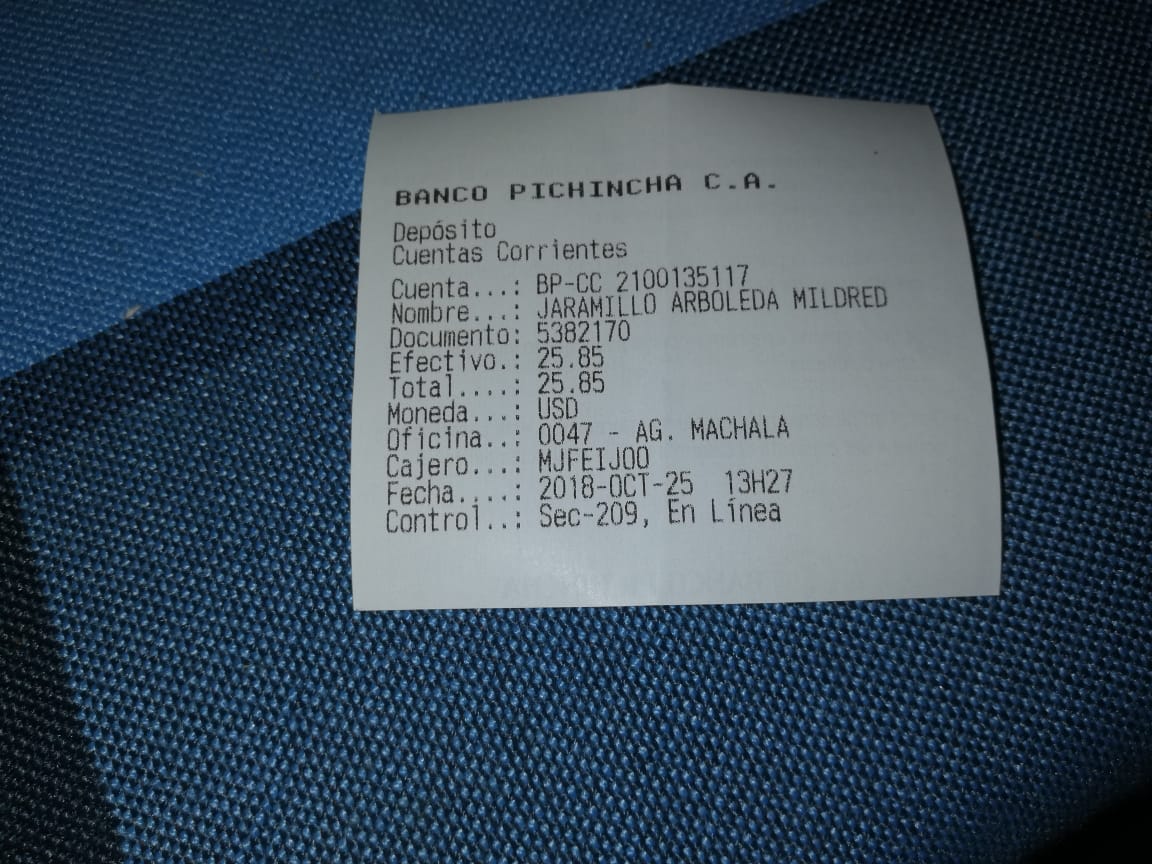 BANCO PICHINCHA C.A.
Depósito
Cuentas Corrientes
Cuenta...: BP-CC 2100135117
Nombre...: JARAMILLO ARBOLEDA MILDRED
Documento: 5382170
Efectivo.: 25.85
Total....: 25.85
Moneda...: USD
Oficina..: 0047 - AG. MACHALA
Cajero...: MJFEIJOO
Fecha....: 2018-OCT-25 13H27
Control..: Sec-209, En Línea